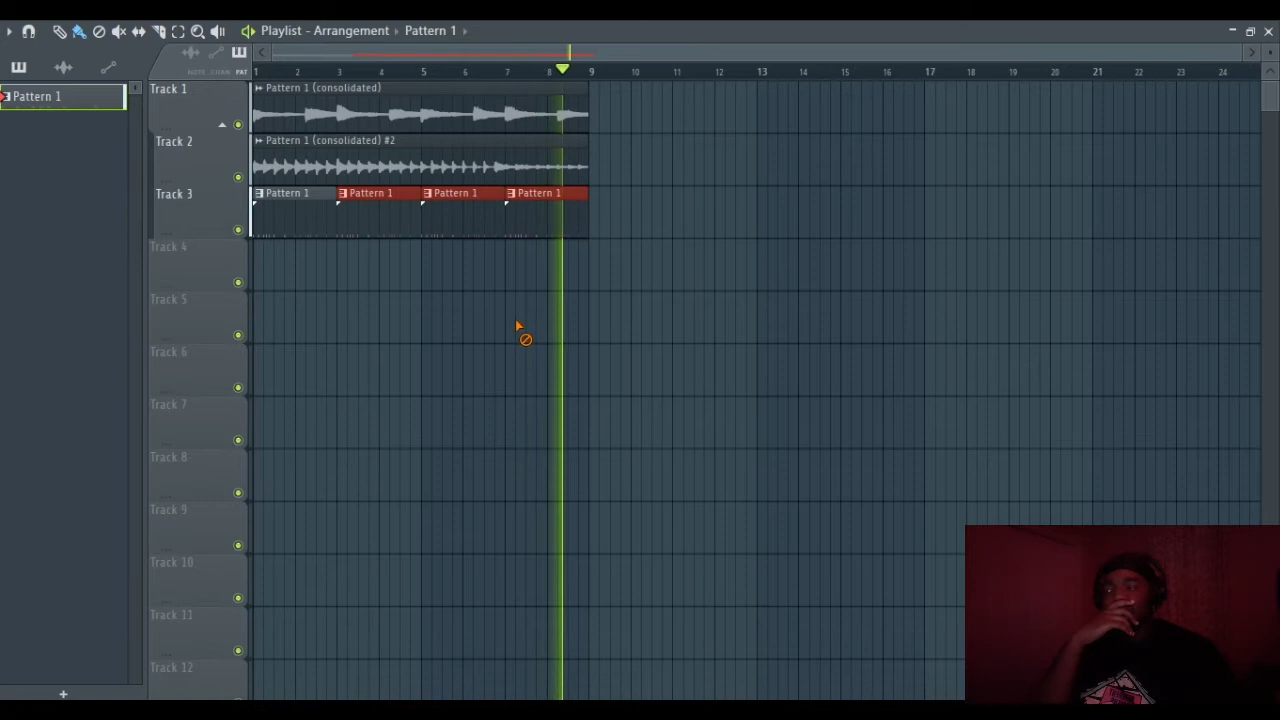 Playlist - Arrangement › Pattern 1 ›
NOTE CHAN PAT
1 2 3 4 5 6 7 8 9 10 11 12 13 14 15 16 17 18 19 20 21 22 23 24
Pattern 1
Track 1
Pattern 1 (consolidated)
Track 2
Pattern 1 (consolidated) #2
Track 3
Pattern 1 Pattern 1 Pattern 1 Pattern 1
Track 4
Track 5
Track 6
Track 7
Track 8
Track 9
Track 10
Track 11
Track 12